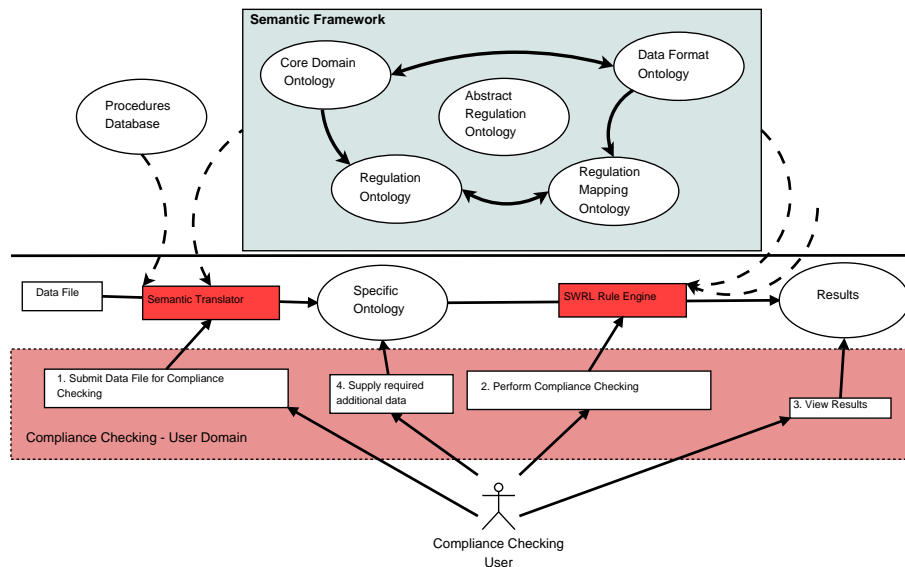 Semantic Framework
Core Domain
Ontology
Data Format
Ontology
Abstract
Regulation
Ontology
Procedures
Database
Regulation
Ontology
Regulation
Mapping
Ontology
Data File
Semantic Translator
Specific
Ontology
SWRL Rule Engine
Results
1. Submit Data File for Compliance
Checking
4. Supply required
additional data
2. Perform Compliance Checking
3. View Results
Compliance Checking - User Domain
Compliance Checking
User